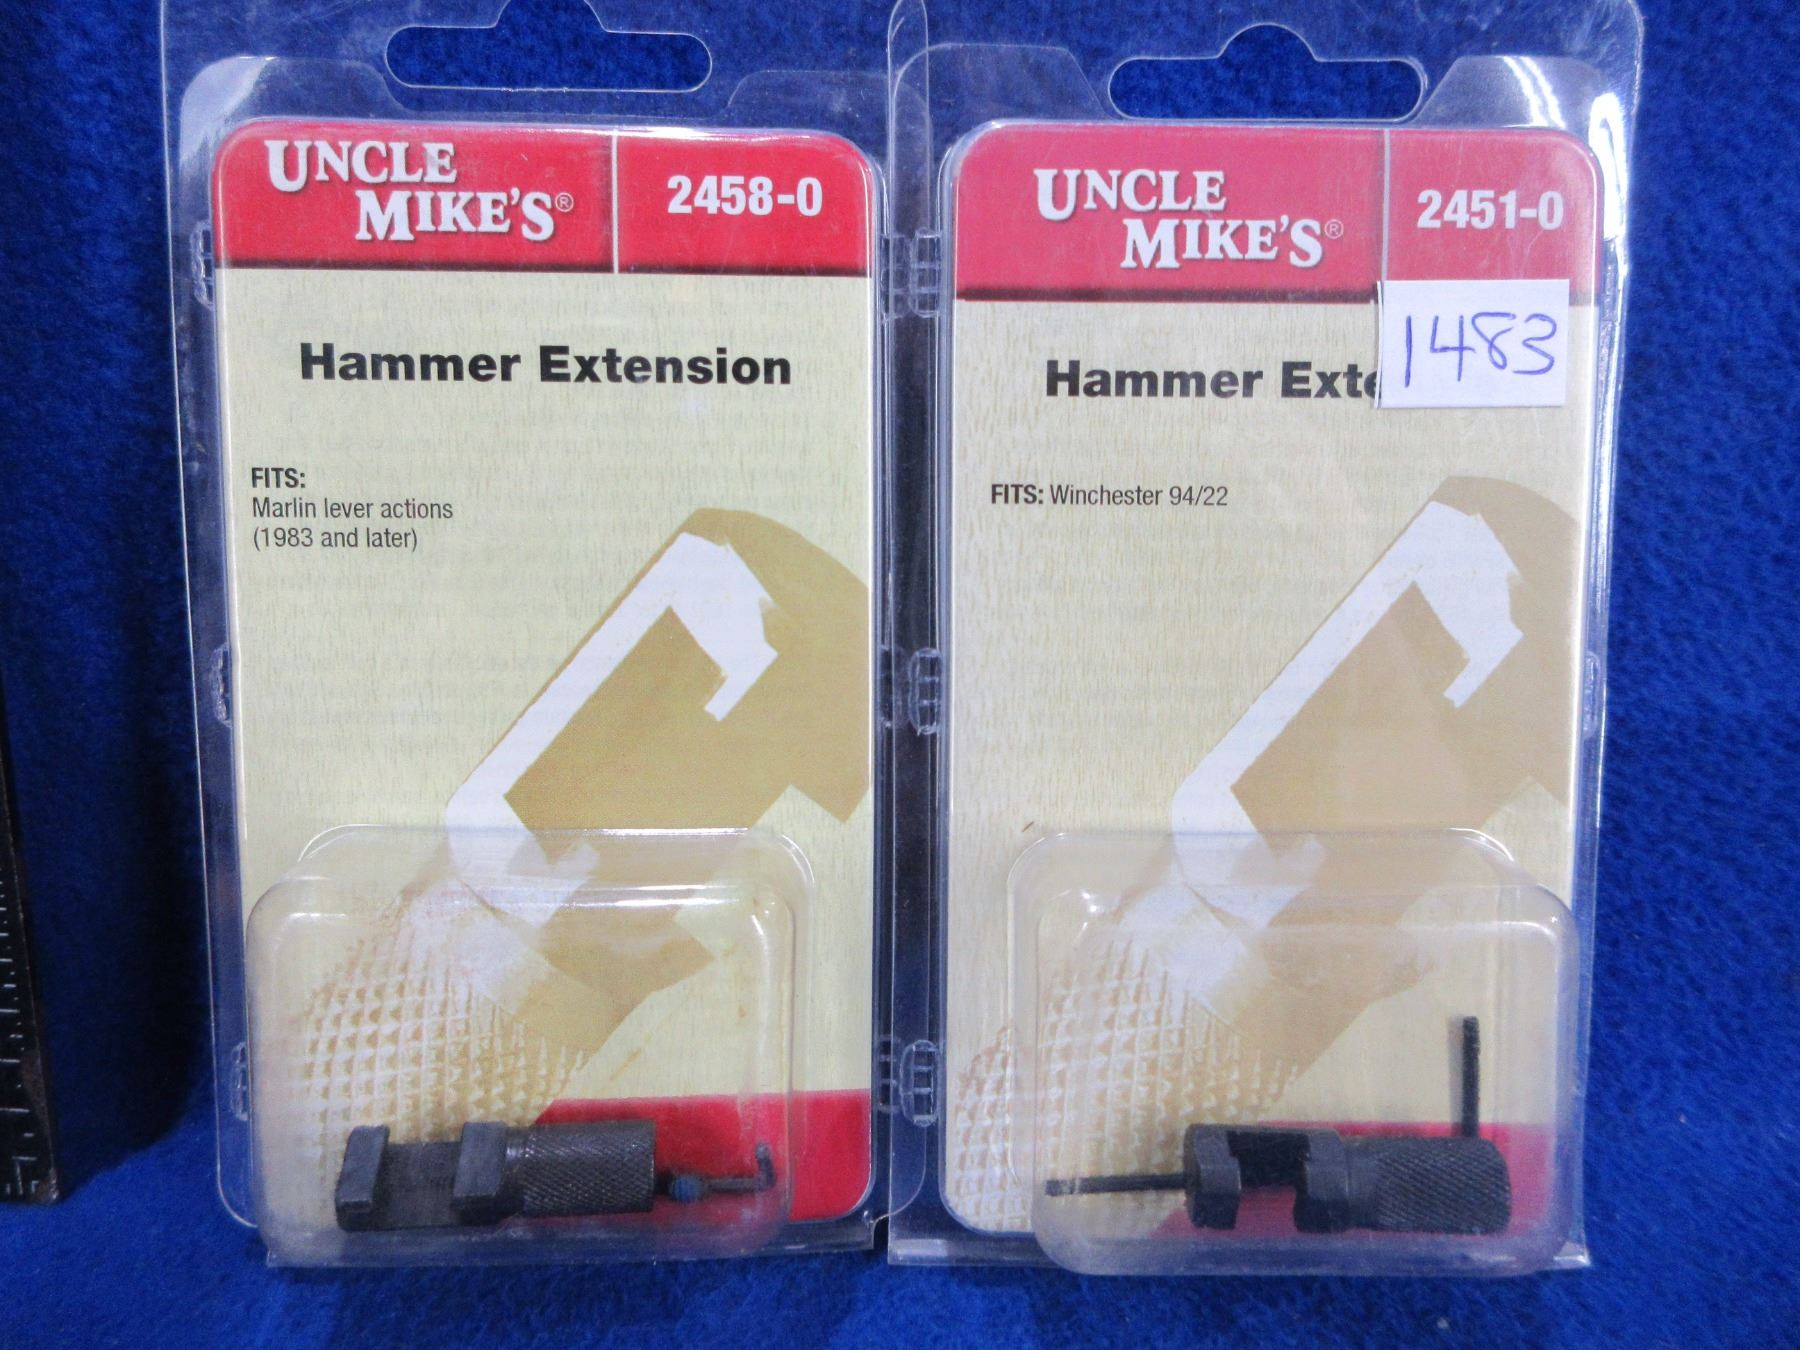 UNCLE
MIKE'S®
2458-0
Hammer Extension
FITS:
Marlin lever actions
(1983 and later)
UNCLE
MIKE'S®
2451-0
1483
Hammer Exte
FITS: Winchester 94/22